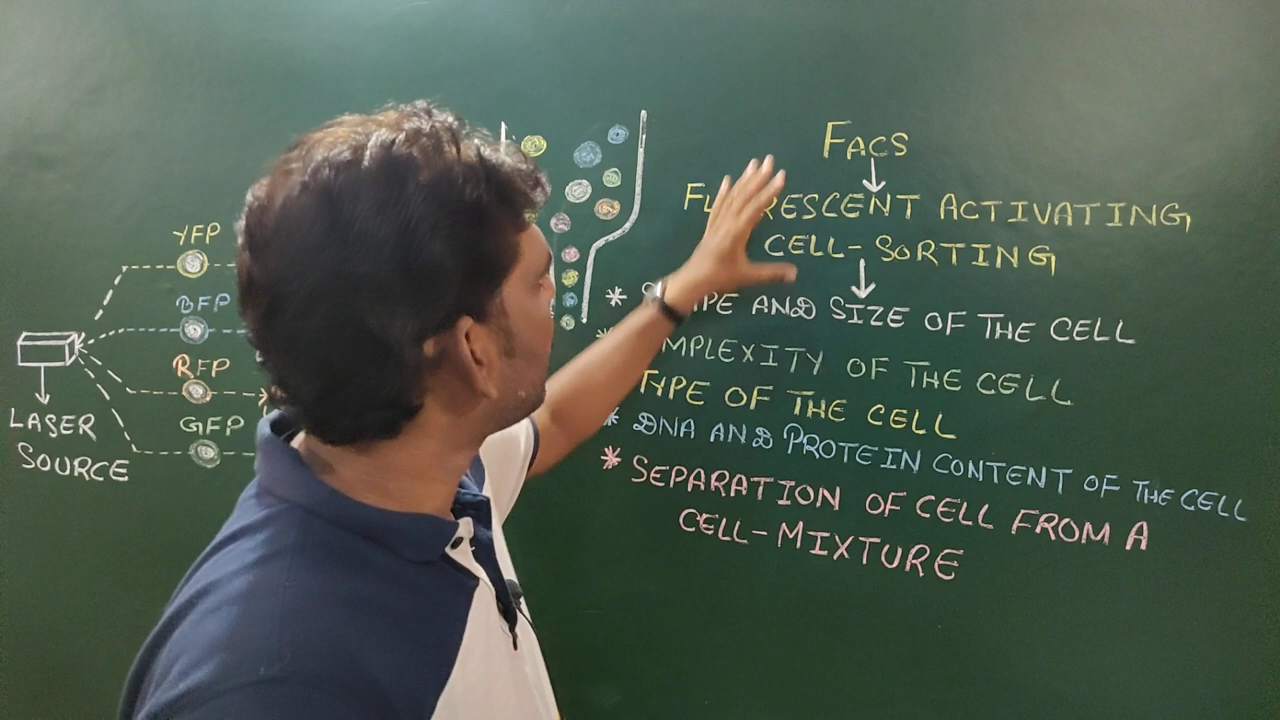 YFP
BFP
RFP
GFP
LASER
SOURCE
FACS
RESCENT ACTIVATING
CELL-SORTING
* PE AND SIZE OF THE CELL
MPLEXITY OF THE CELL
TYPE OF THE CELL
* DNA AND PROTEIN CONTENT OF THE CELL
* SEPARATION OF CELL FROM A
CELL-MIXTURE